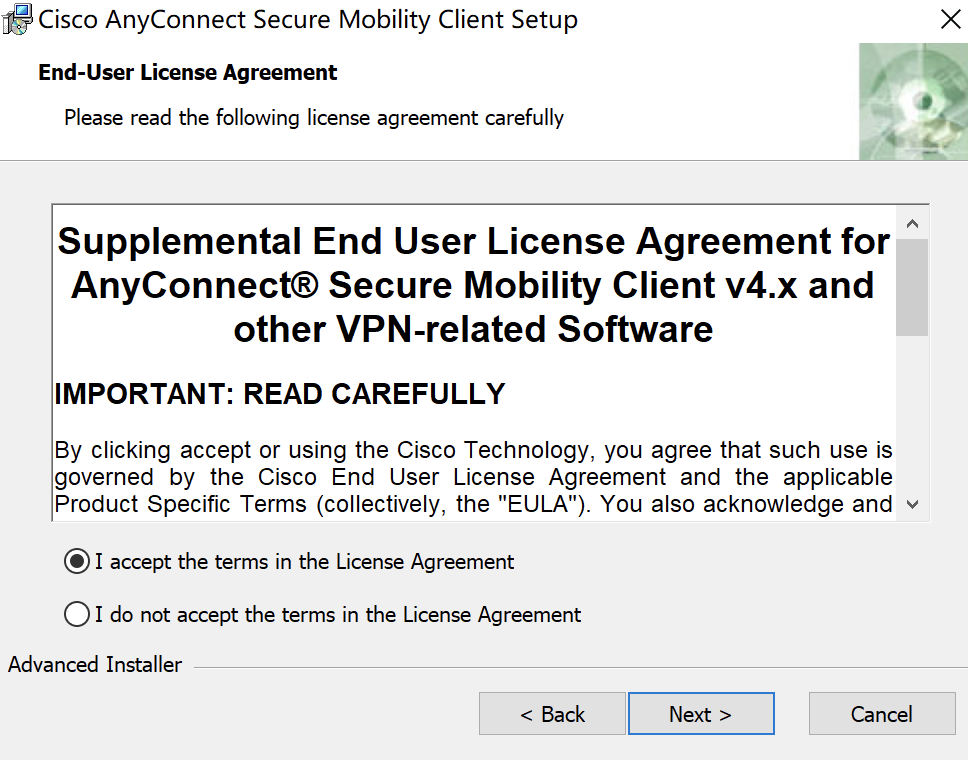 Cisco AnyConnect Secure Mobility Client Setup
End-User License Agreement
Please read the following license agreement carefully
Supplemental End User License Agreement for
AnyConnect® Secure Mobility Client v4.x and
other VPN-related Software
IMPORTANT: READ CAREFULLY
By clicking accept or using the Cisco Technology, you agree that such use is
governed by the Cisco End User License Agreement and the applicable
Product Specific Terms (collectively, the "EULA"). You also acknowledge and
I accept the terms in the License Agreement
I do not accept the terms in the License Agreement
Advanced Installer
< Back
Next >
Cancel